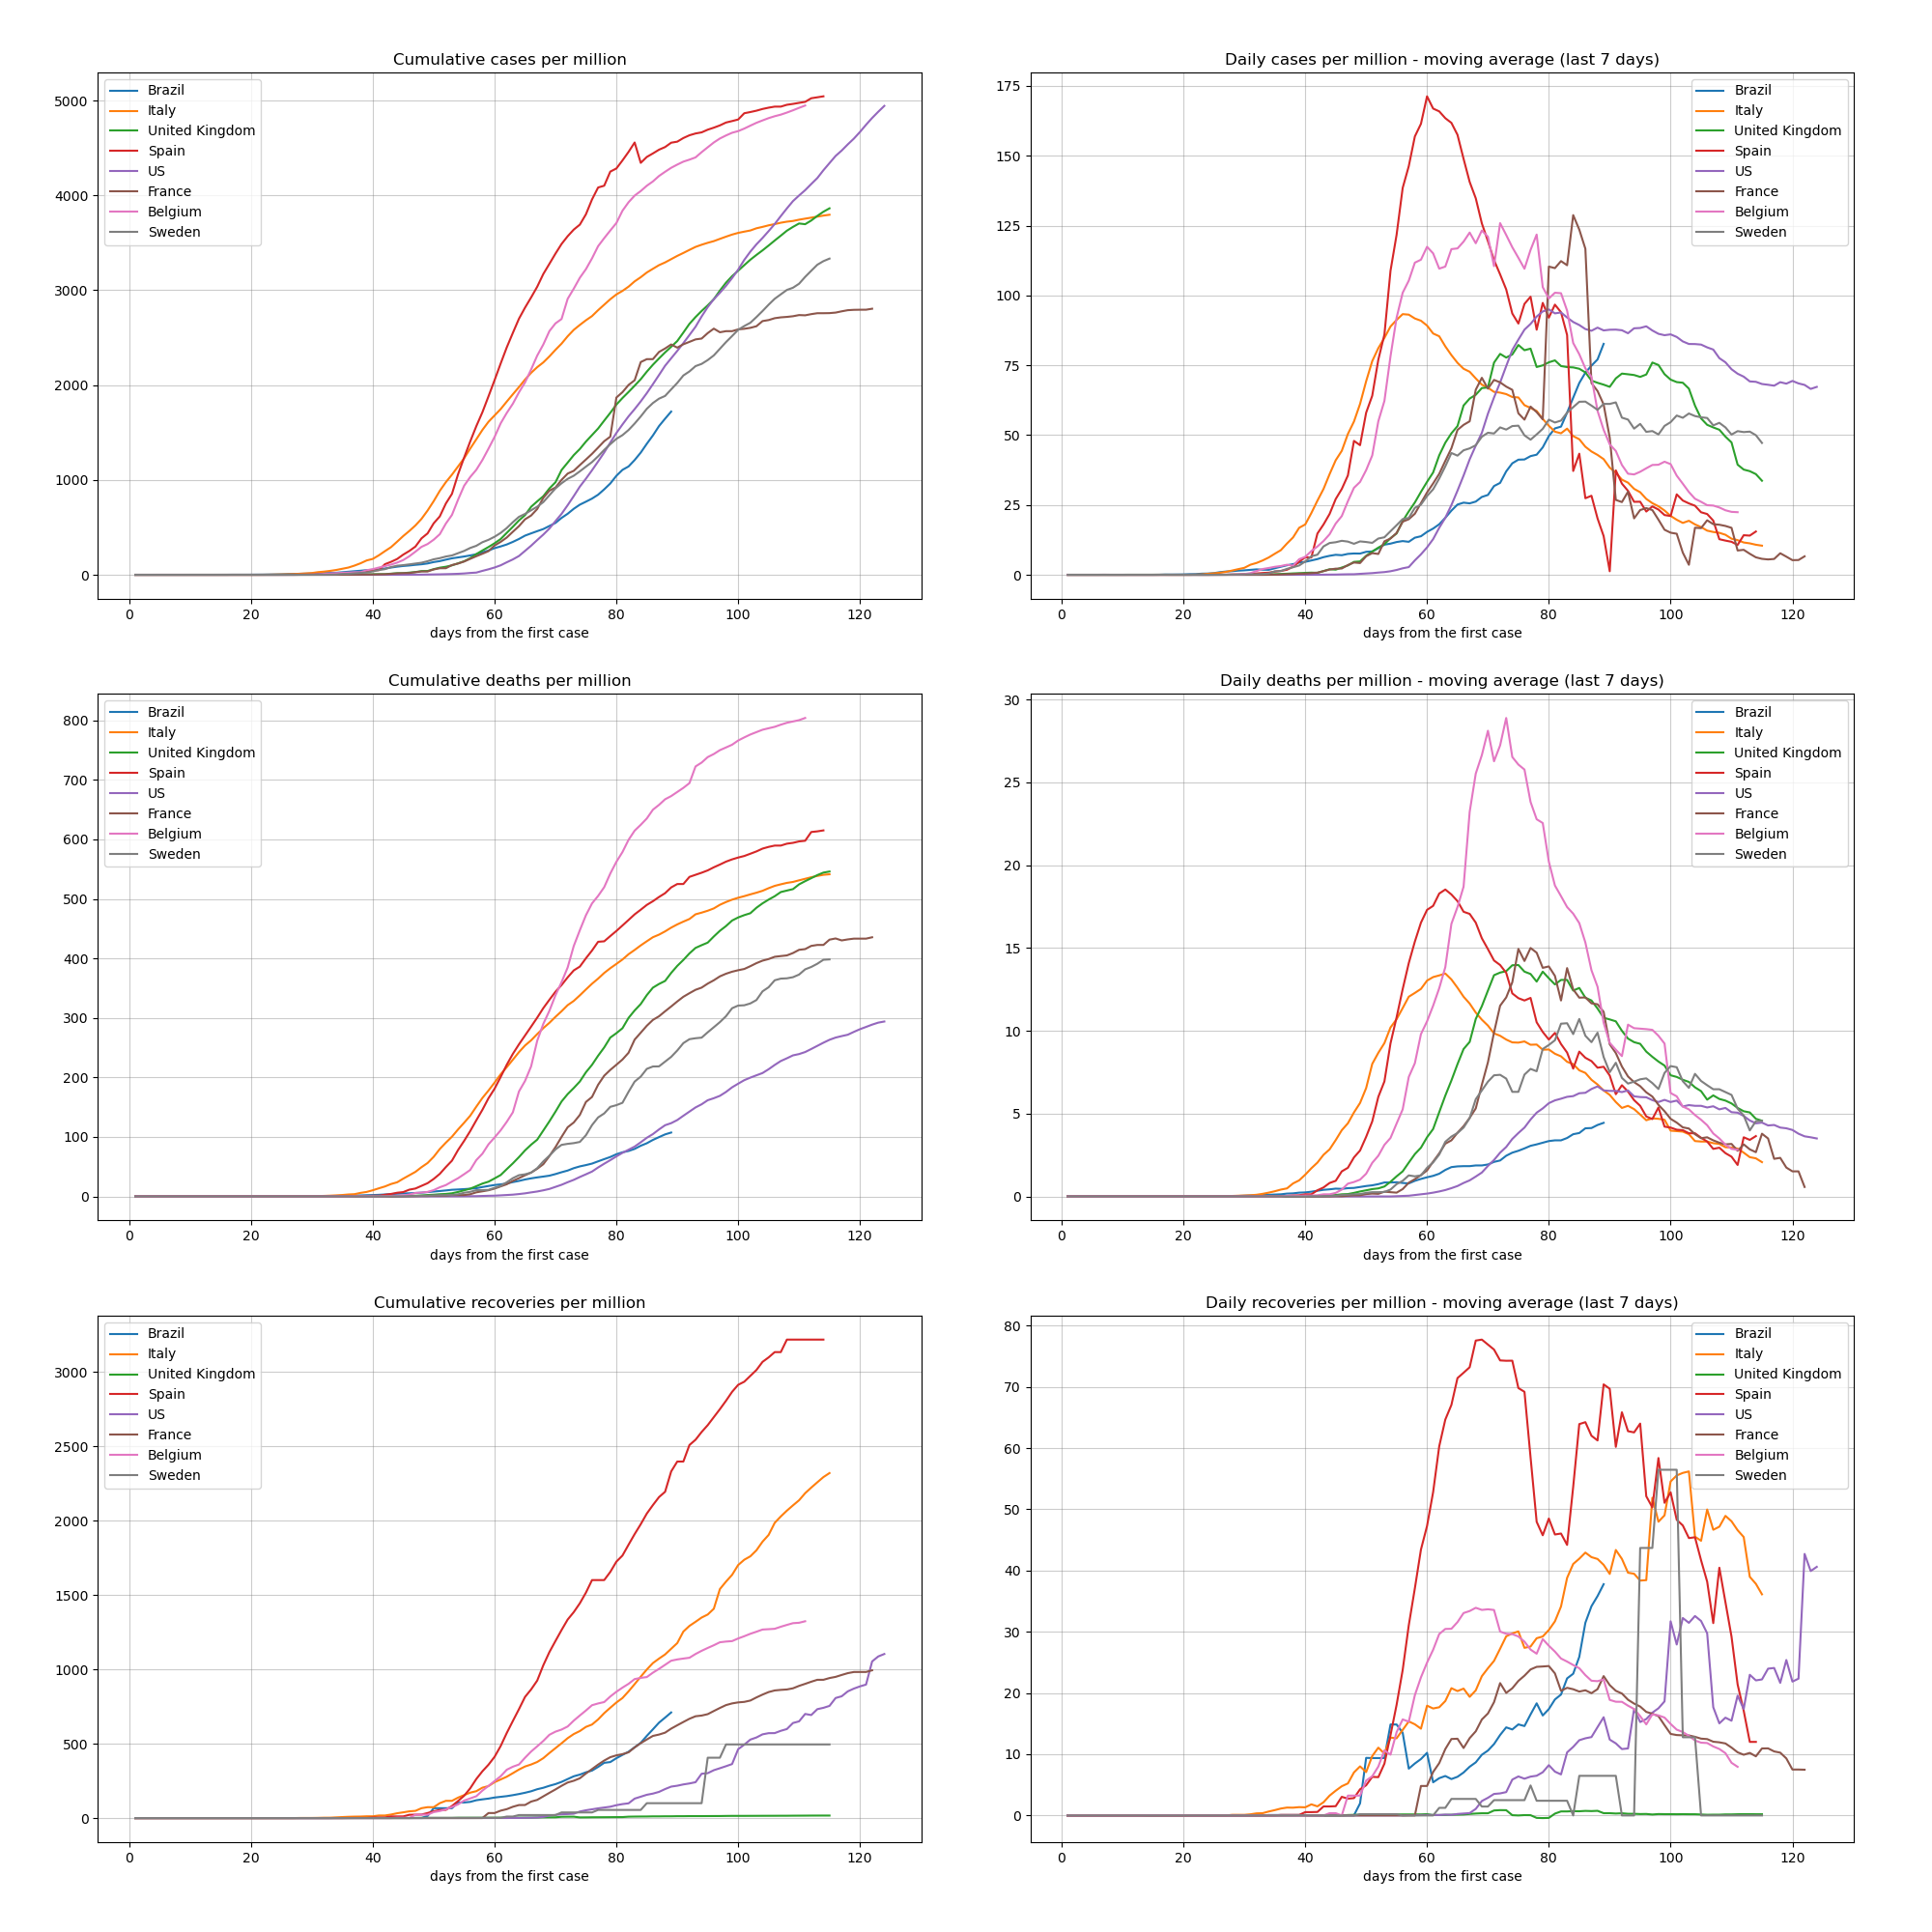 Cumulative cases per million
5000
4000
3000
2000
1000
0
Brazil
Italy
United Kingdom
Spain
US
France
Belgium
Sweden
0 20 40 60 80 100 120
days from the first case
Daily cases per million - moving average (last 7 days)
175
150
125
100
75
50
25
0
Brazil
Italy
United Kingdom
Spain
US
France
Belgium
Sweden
0 20 40 60 80 100 120
days from the first case
Cumulative deaths per million
800
700
600
500
400
300
200
100
0
Brazil
Italy
United Kingdom
Spain
US
France
Belgium
Sweden
0 20 40 60 80 100 120
days from the first case
Daily deaths per million - moving average (last 7 days)
30
25
20
15
10
5
0
Brazil
Italy
United Kingdom
Spain
US
France
Belgium
Sweden
0 20 40 60 80 100 120
days from the first case
Cumulative recoveries per million
3000
2500
2000
1500
1000
500
0
Brazil
Italy
United Kingdom
Spain
US
France
Belgium
Sweden
0 20 40 60 80 100 120
days from the first case
Daily recoveries per million - moving average (last 7 days)
80
70
60
50
40
30
20
10
0
Brazil
Italy
United Kingdom
Spain
US
France
Belgium
Sweden
0 20 40 60 80 100 120
days from the first case